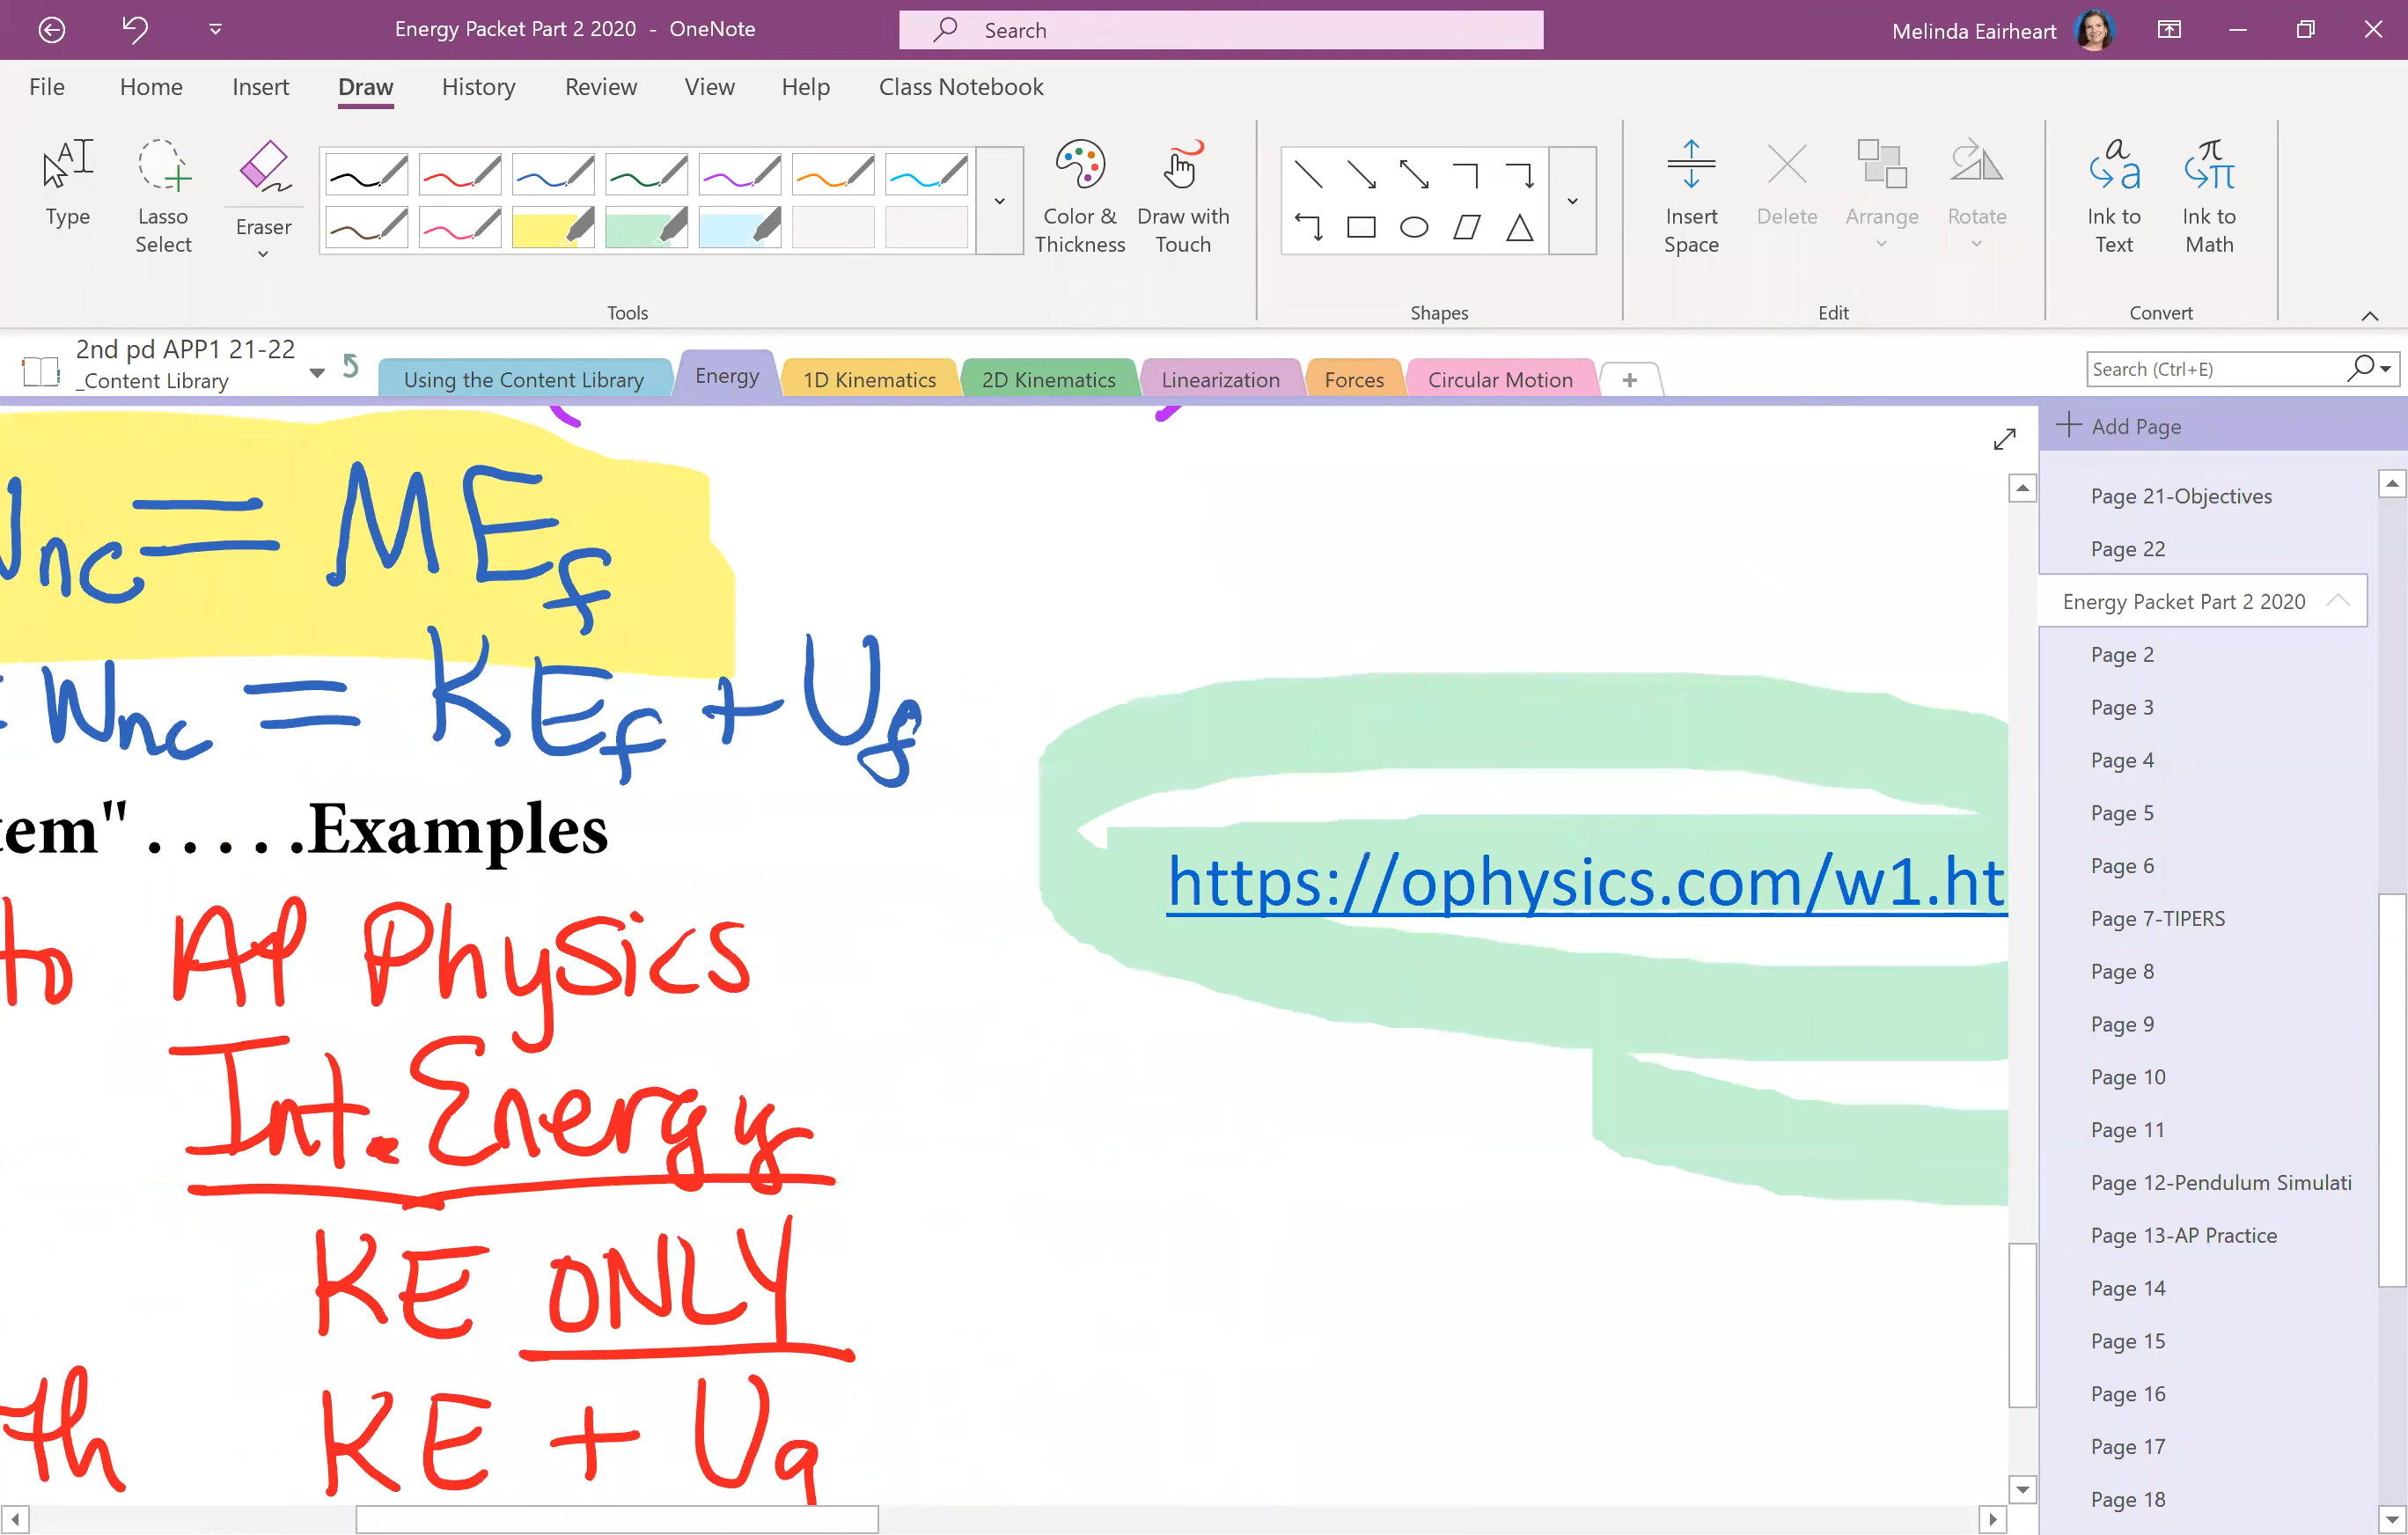 Energy Packet Part 2 2020 - OneNote
Search
Melinda Eairheart
File Home Insert Draw History Review View Help Class Notebook
Type
Lasso Select
Eraser
Color & Thickness
Draw with Touch
Insert Space
Delete
Arrange
Rotate
Ink to Text
Ink to Math
Tools
Shapes
Edit
Convert
2nd pd APP1 21-22
_Content Library
Using the Content Library
Energy
1D Kinematics
2D Kinematics
Linearization
Forces
Circular Motion
Search (Ctrl+E)
Add Page
Page 21-Objectives
Page 22
Energy Packet Part 2 2020
Page 2
Page 3
Page 4
Page 5
Page 6
Page 7-TIPERS
Page 8
Page 9
Page 10
Page 11
Page 12-Pendulum Simulati
Page 13-AP Practice
Page 14
Page 15
Page 16
Page 17
Page 18
Wnc = MEf
Wnc = KEf + Ug
tem" . . . . .Examples
https://ophysics.com/w1.ht
to AP Physics
Int. Energy
KE ONLY
th KE + Ug